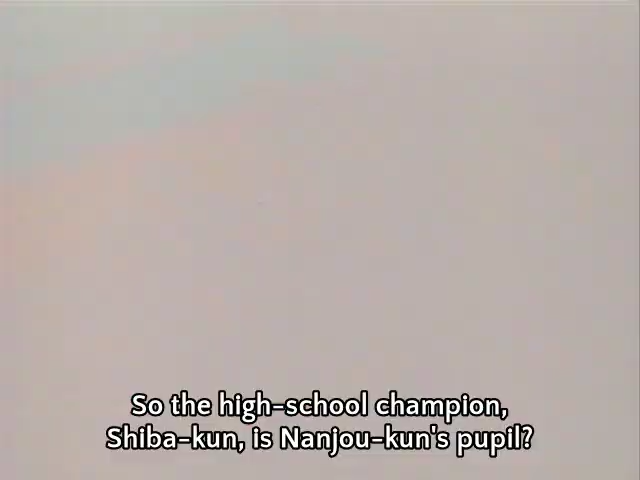 So the high-school champion,
Shiba-kun, is Nanjou-kun's pupil?